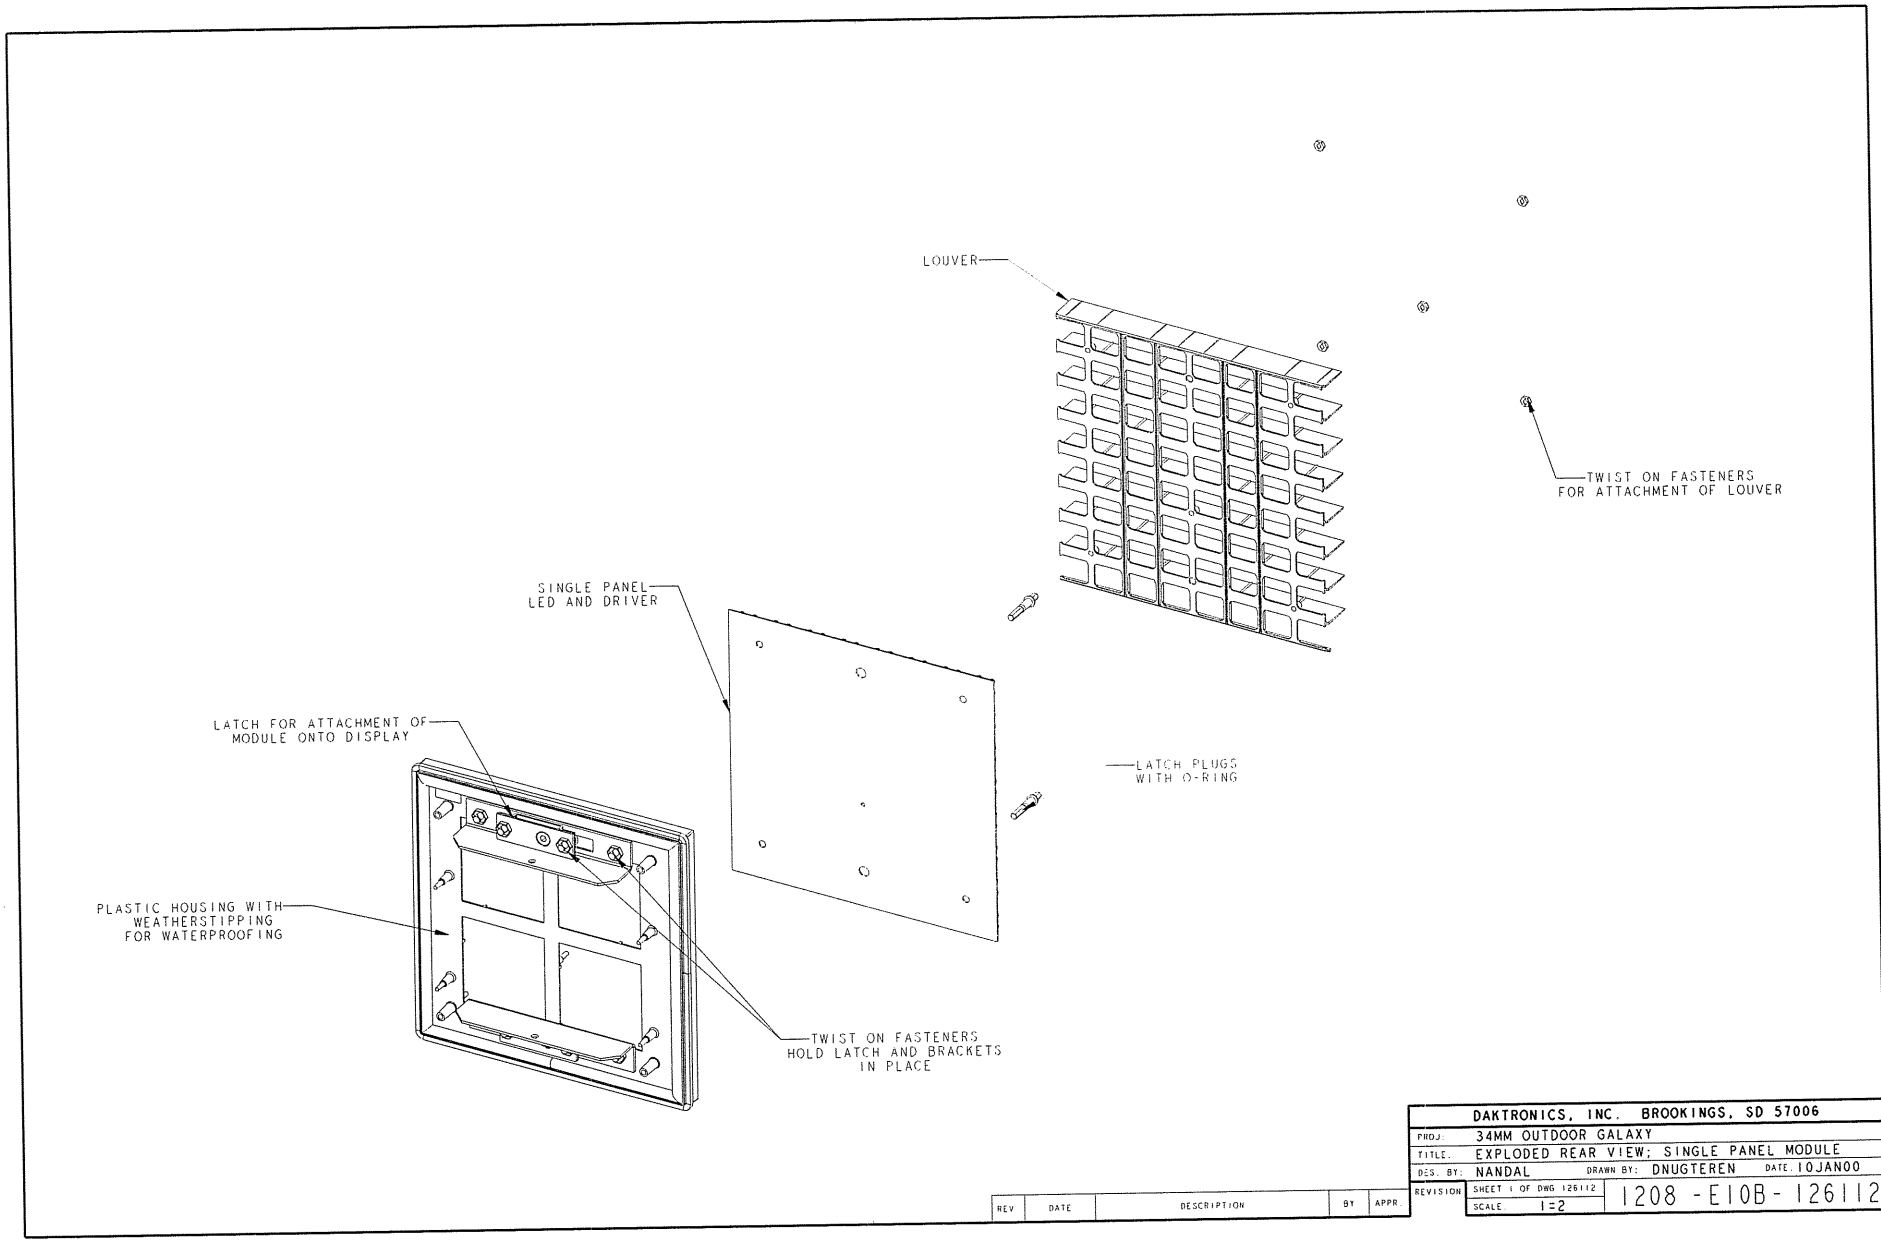 LOUVER
TWIST ON FASTENERS
FOR ATTACHMENT OF LOUVER
SINGLE PANEL
LED AND DRIVER
LATCH FOR ATTACHMENT OF
MODULE ONTO DISPLAY
LATCH PLUGS
WITH O-RING
PLASTIC HOUSING WITH
WEATHERSTIPPING
FOR WATERPROOFING
TWIST ON FASTENERS
HOLD LATCH AND BRACKETS
IN PLACE
DAKTRONICS, INC. BROOKINGS, SD 57006
PROJ: 34MM OUTDOOR GALAXY
TITLE: EXPLODED REAR VIEW; SINGLE PANEL MODULE
DES. BY: NANDAL DRAWN BY: DNUGTEREN DATE: 10JAN00
REVISION SHEET 1 OF DWG 126112 1208 -E10B- 126112
SCALE 1=2
REV DATE DESCRIPTION BY APPR.